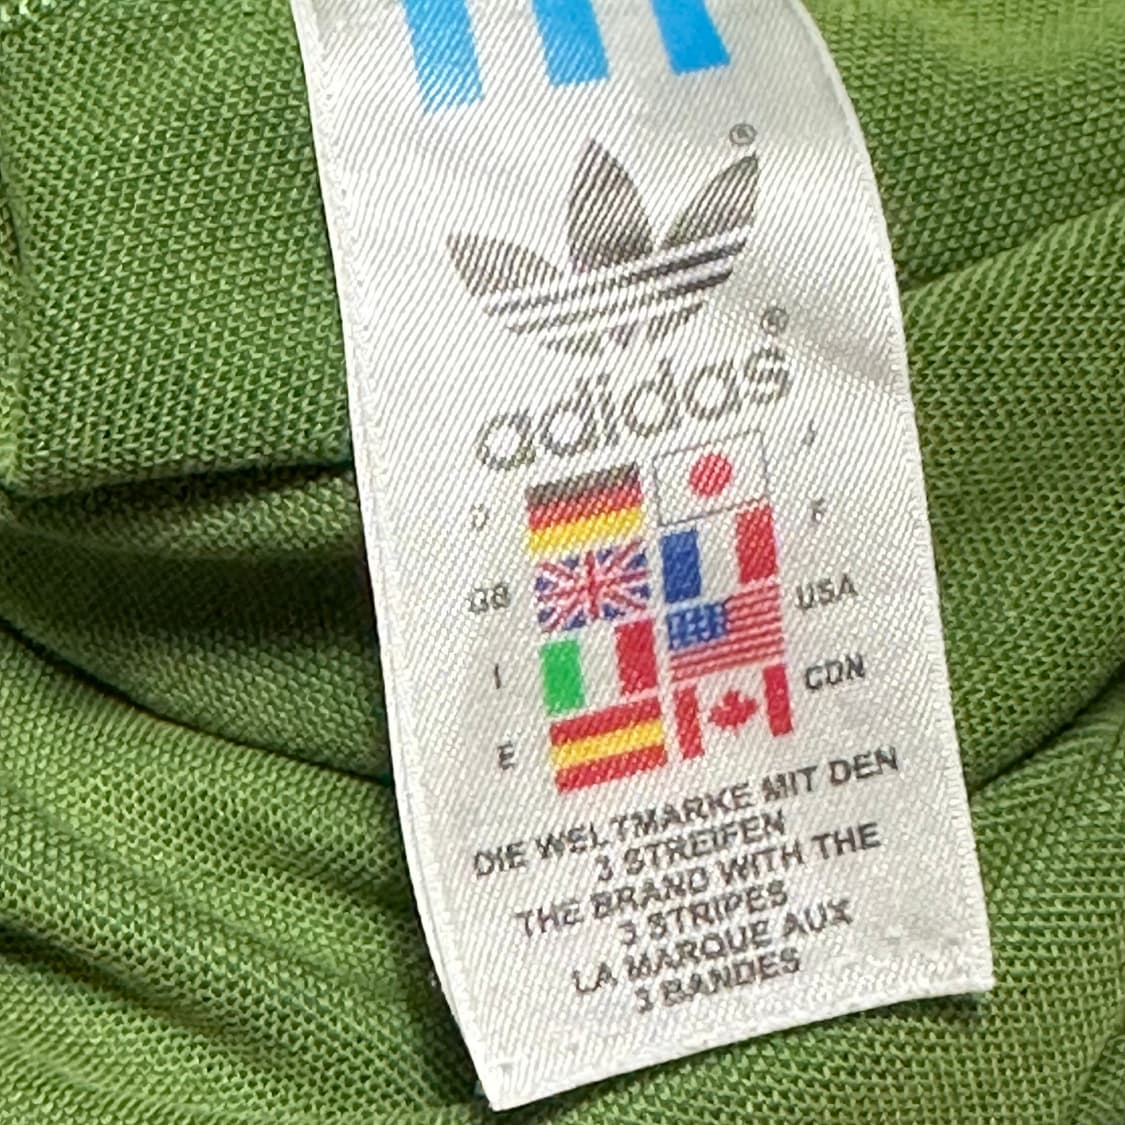 ®
®
adidas
D J
F
GB USA
I CDN
E
DIE WELTMARKE MIT DEN
3 STREIFEN
THE BRAND WITH THE
3 STRIPES
LA MARQUE AUX
3 BANDES